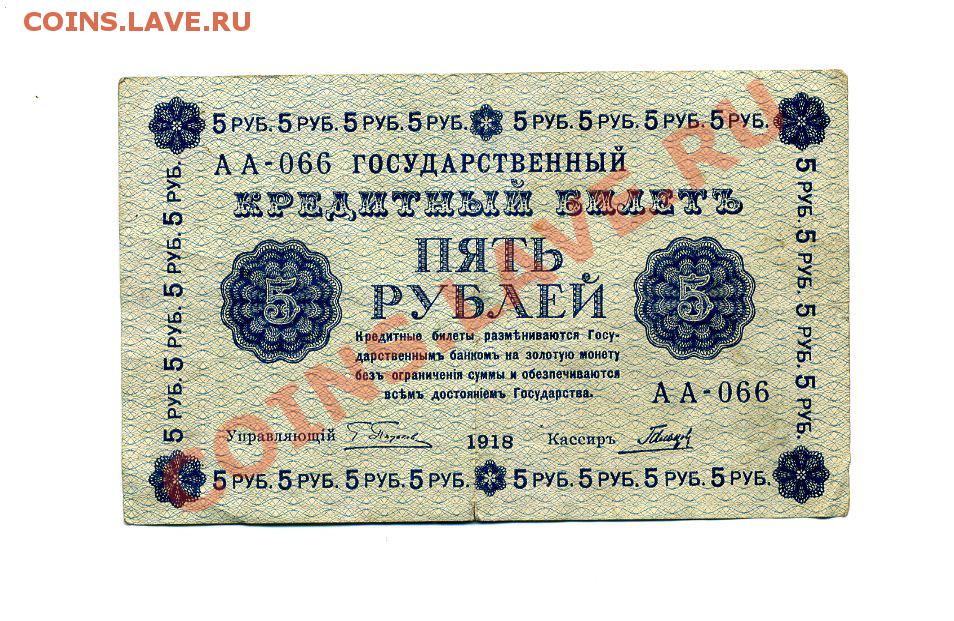 COINS.LAVE.RU
5 РУБ. 5 РУБ. 5 РУБ. 5 РУБ. 5 РУБ. 5 РУБ. 5 РУБ. 5 РУБ.
АА-066 ГОСУДАРСТВЕННЫЙ
КРЕДИТНЫЙ БИЛЕТЪ
ПЯТЬ
РУБЛЕЙ
5
5
Кредитные билеты размѣниваются Госу-
дарственнымъ банкомъ на золотую монету
безъ ограниченія суммы и обезпечиваются
всѣмъ достояніемъ Государства.
АА-066
Управляющій
1918
Кассиръ
5 РУБ. 5 РУБ. 5 РУБ. 5 РУБ. 5 РУБ. 5 РУБ. 5 РУБ. 5 РУБ.
5 РУБ. 5 РУБ. 5 РУБ. 5 РУБ.
5 РУБ. 5 РУБ. 5 РУБ. 5 РУБ.
COINS.LAVE.RU